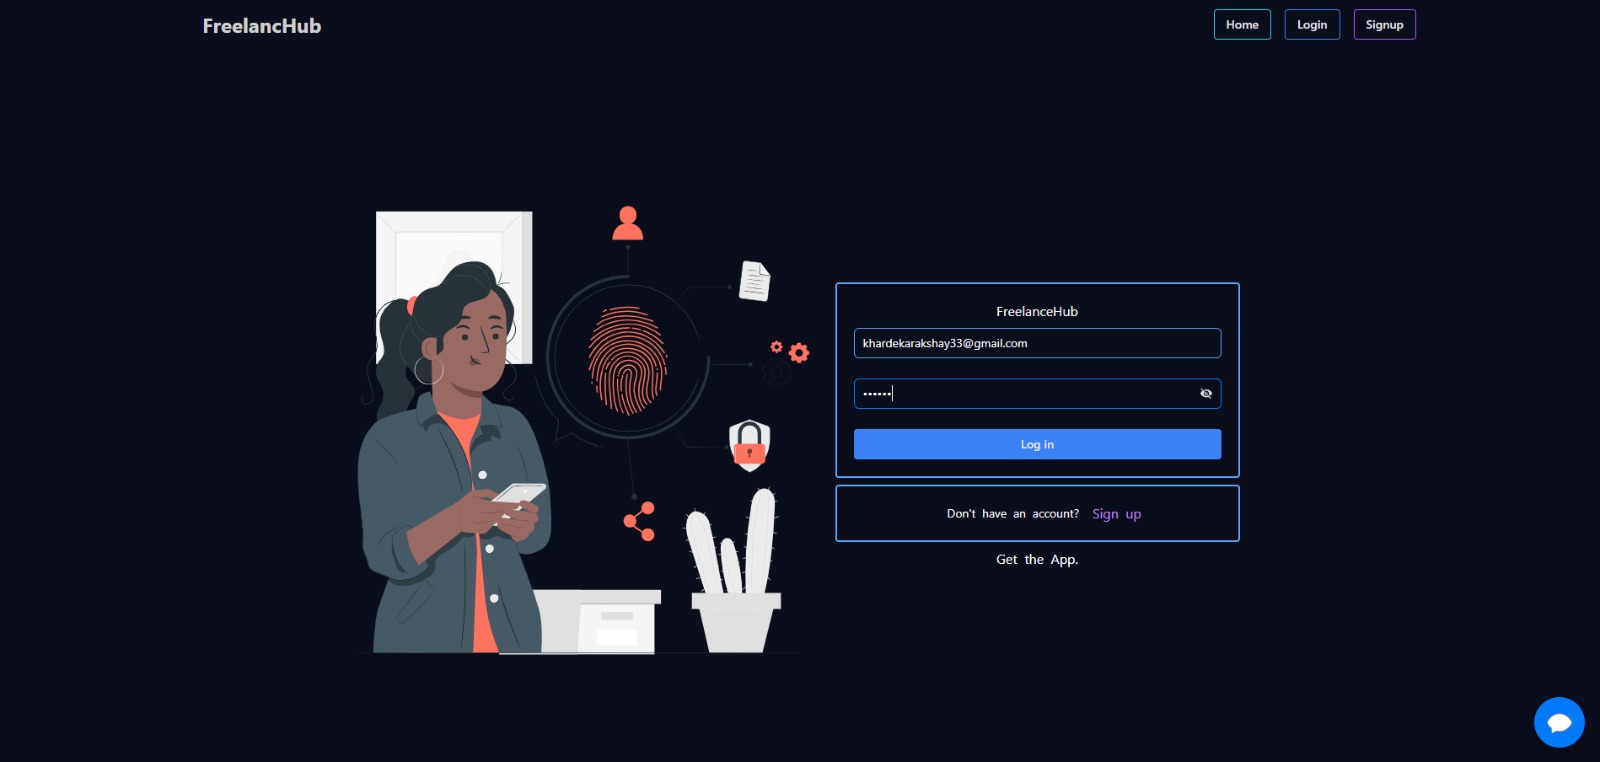 FreelancHub
Home Login Signup
FreelanceHub
khardekarakshay33@gmail.com
••••••
Log in
Don't have an account? Sign up
Get the App.